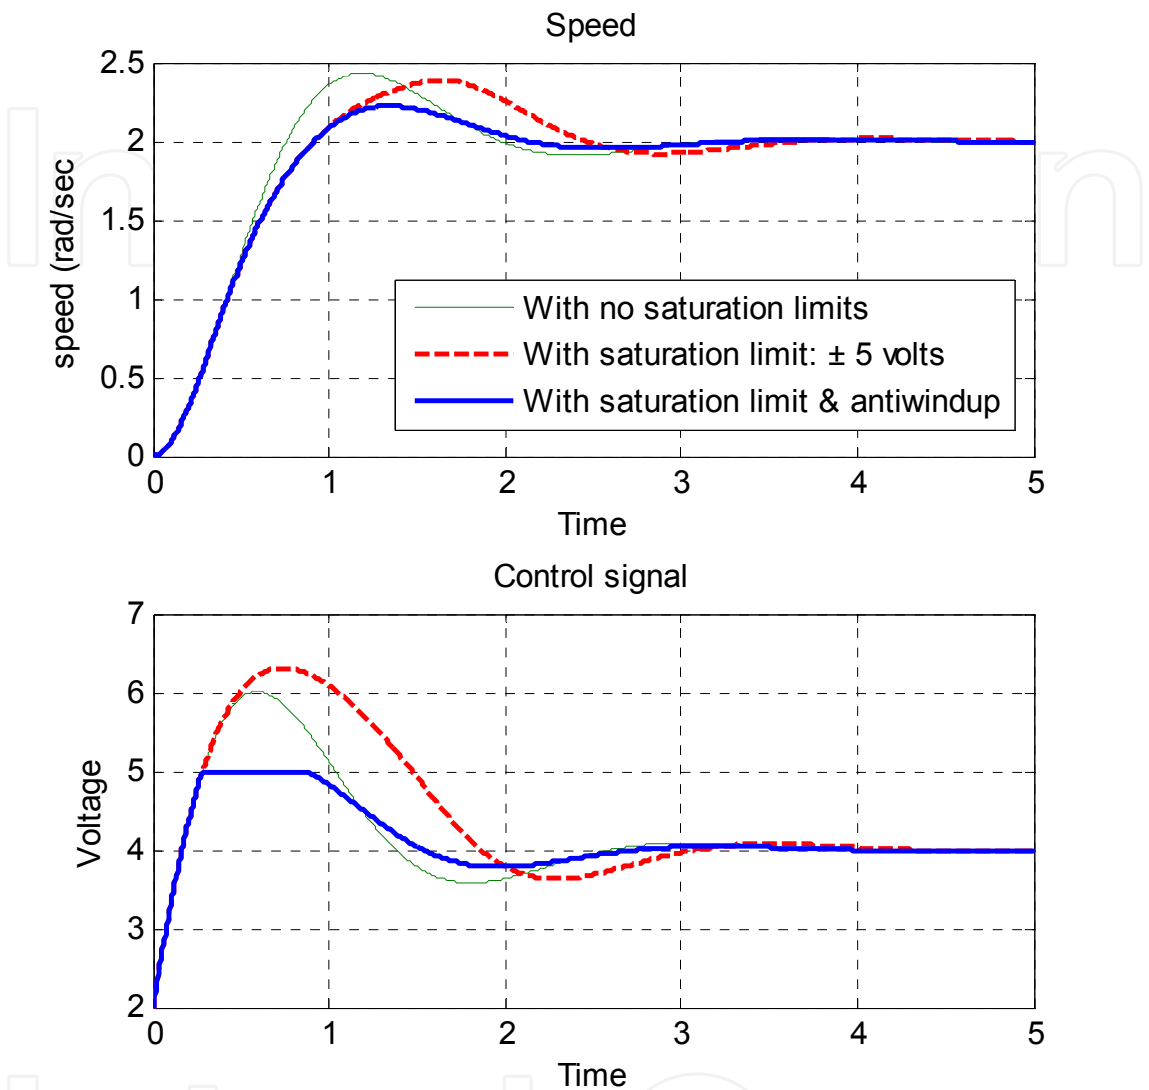 Speed
2.5
2
1.5
1
0.5
0
speed (rad/sec
With no saturation limits
With saturation limit: ± 5 volts
With saturation limit & antiwindup
0 1 2 3 4 5
Time
Control signal
7
6
5
4
3
2
Voltage
0 1 2 3 4 5
Time